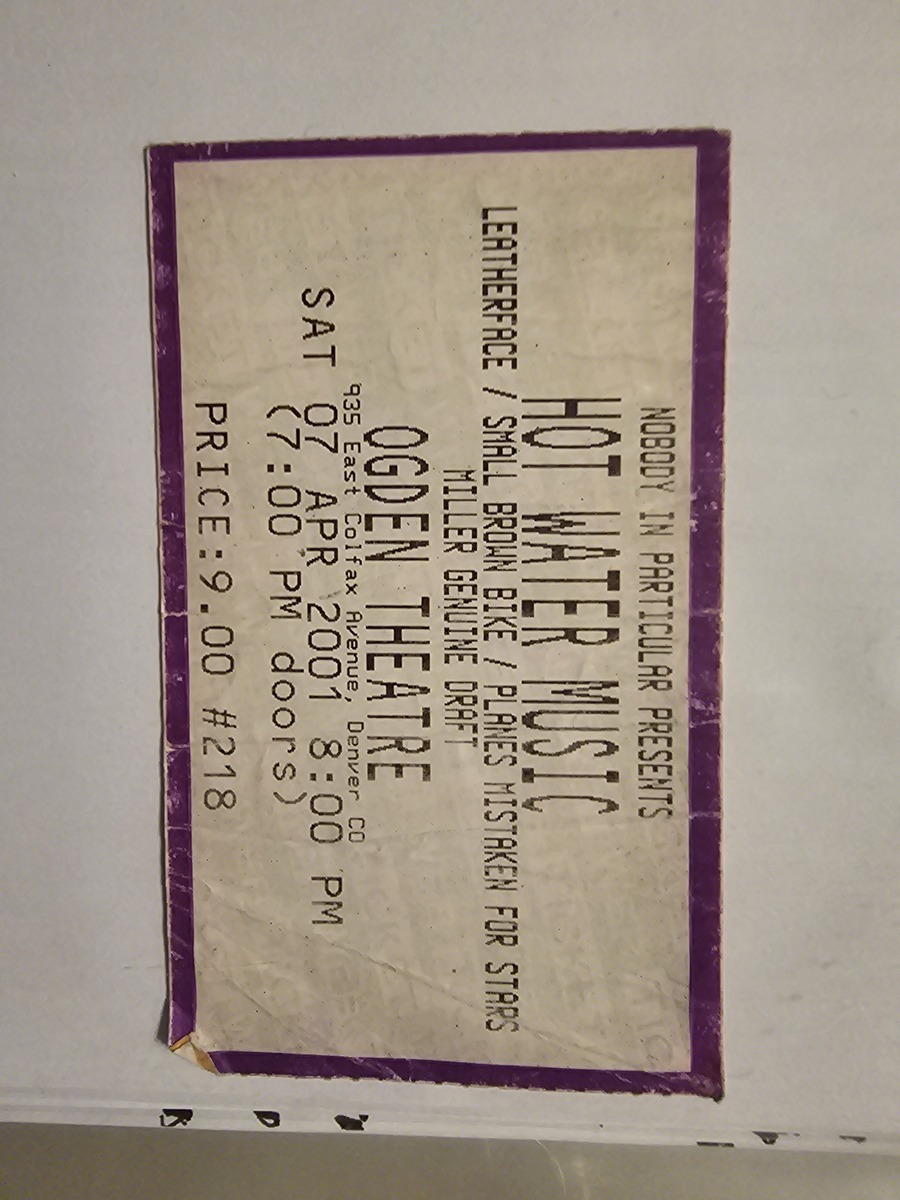 NOBODY IN PARTICULAR PRESENTS
HOT WATER MUSIC
LEATHERFACE / SMALL BROWN BIKE / PLANES MISTAKEN FOR STARS
MILLER GENUINE DRAFT
OGDEN THEATRE
935 East Colfax Avenue, Denver CO
SAT 07 APR 2001 8:00 PM
(7:00 PM doors)
PRICE:9.00 #218